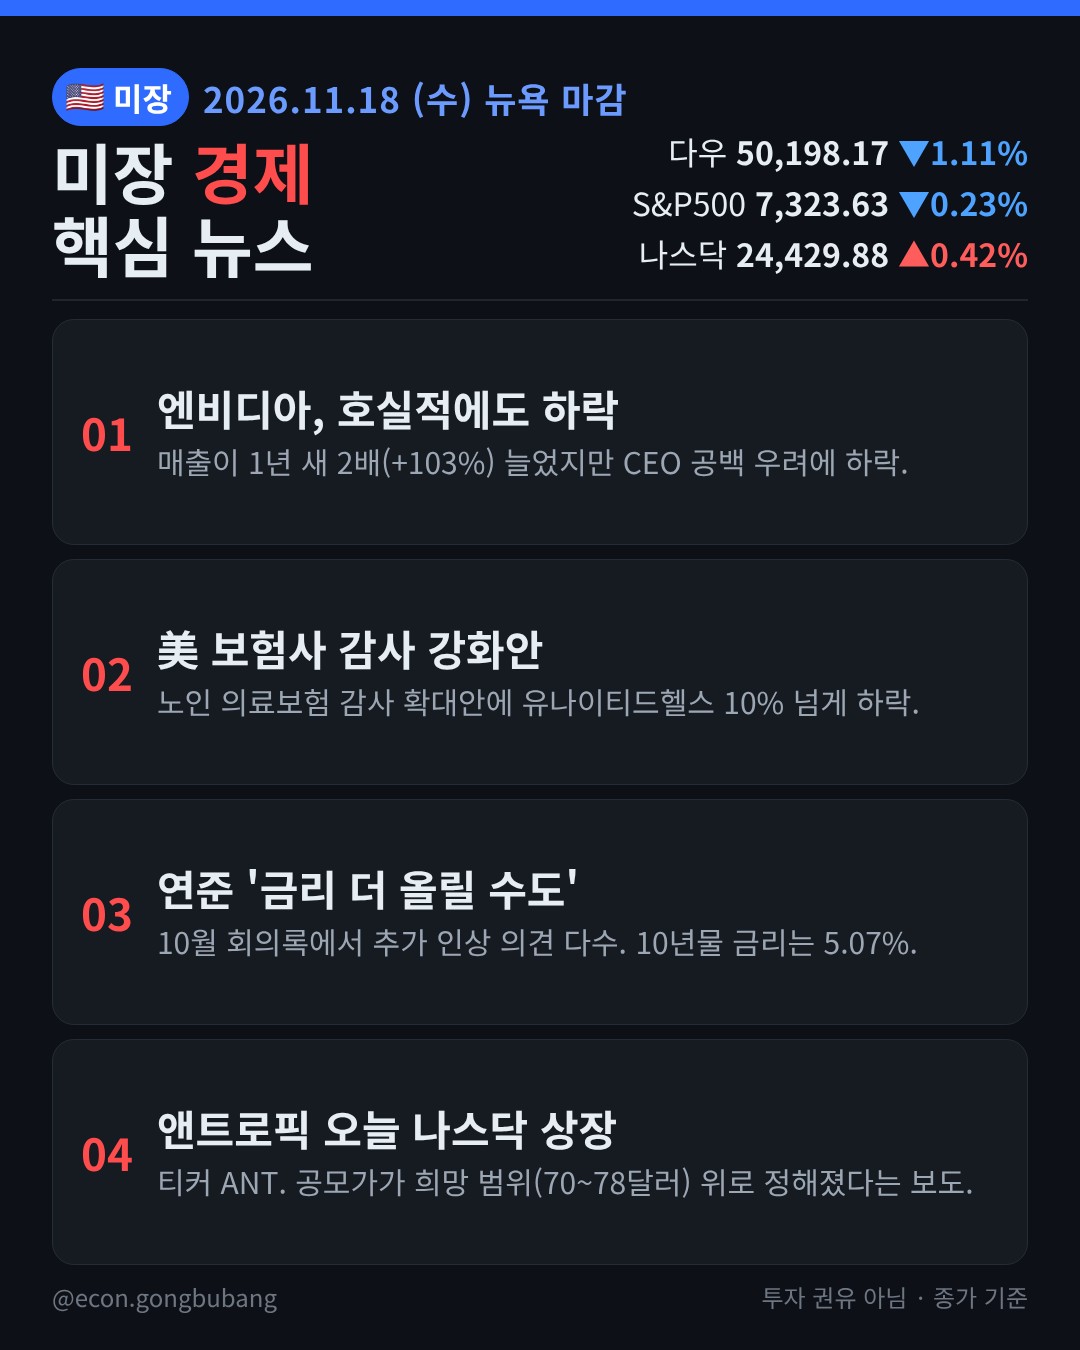 🇺🇸 미장 2026.11.18 (수) 뉴욕 마감
미장 경제
핵심 뉴스
다우 50,198.17 ▼1.11%
S&P500 7,323.63 ▼0.23%
나스닥 24,429.88 ▲0.42%
01
엔비디아, 호실적에도 하락
매출이 1년 새 2배(+103%) 늘었지만 CEO 공백 우려에 하락.
02
美 보험사 감사 강화안
노인 의료보험 감사 확대안에 유나이티드헬스 10% 넘게 하락.
03
연준 '금리 더 올릴 수도'
10월 회의록에서 추가 인상 의견 다수. 10년물 금리는 5.07%.
04
앤트로픽 오늘 나스닥 상장
티커 ANT. 공모가가 희망 범위(70~78달러) 위로 정해졌다는 보도.
@econ.gongbubang
투자 권유 아님 · 종가 기준